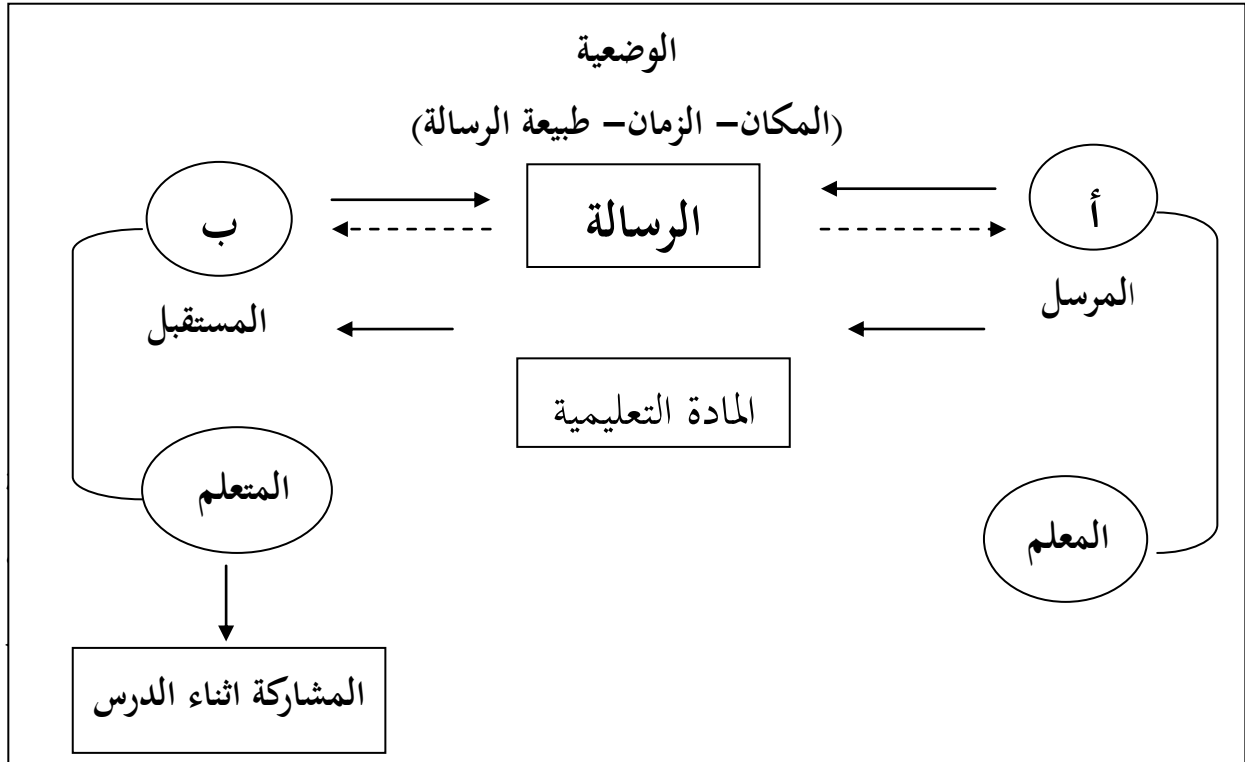 الوضعية
(المكان– الزمان– طبيعة الرسالة)
أ
الرسالة
ب
المرسل
المستقبل
المادة التعليمية
المتعلم
المعلم
المشاركة اثناء الدرس